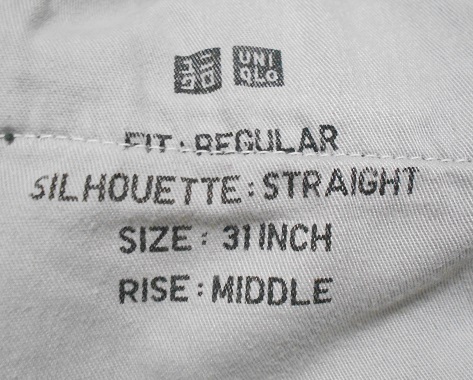 ユニ UNI
クロ QLO
FIT : REGULAR
SILHOUETTE : STRAIGHT
SIZE : 31 INCH
RISE : MIDDLE